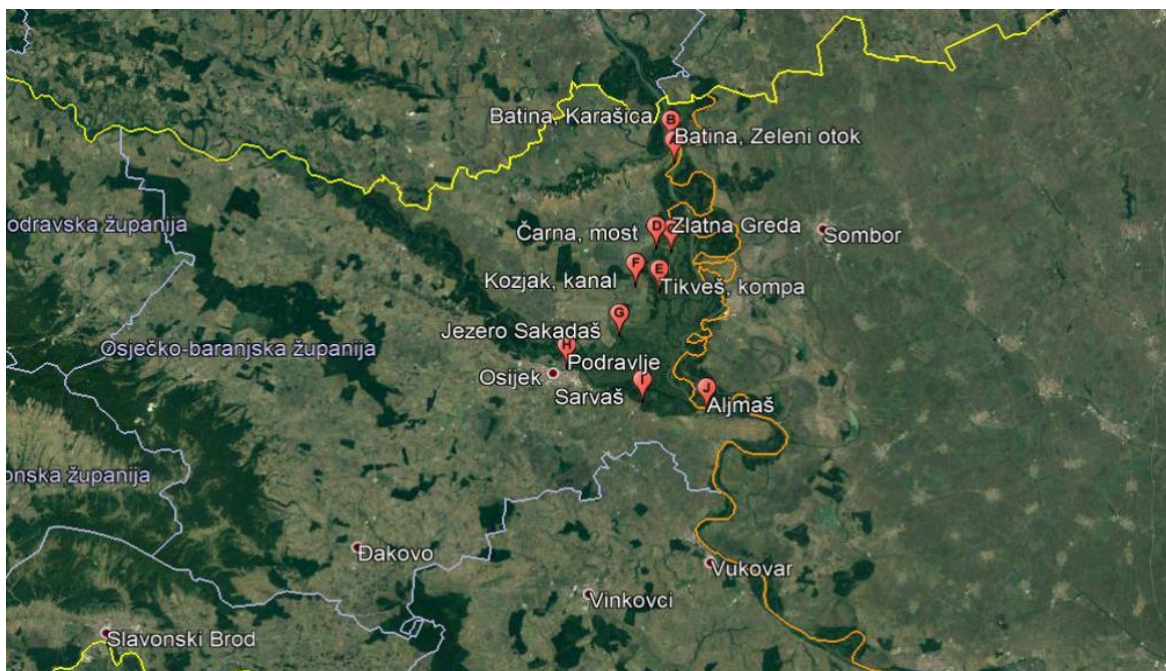 Batina, Karašica
B
Batina, Zeleni otok
odravska županija
Čarna, most
D
Zlatna Greda
Sombor
Kozjak, kanal
F
E
Tikveš, kompa
G
Jezero Sakadaš
Osječko-baranjska županija
H
Podravlje
Osijek
Sarvaš
I
J
Aljmaš
onska županija
Đakovo
Vukovar
Vinkovci
Slavonski Brod